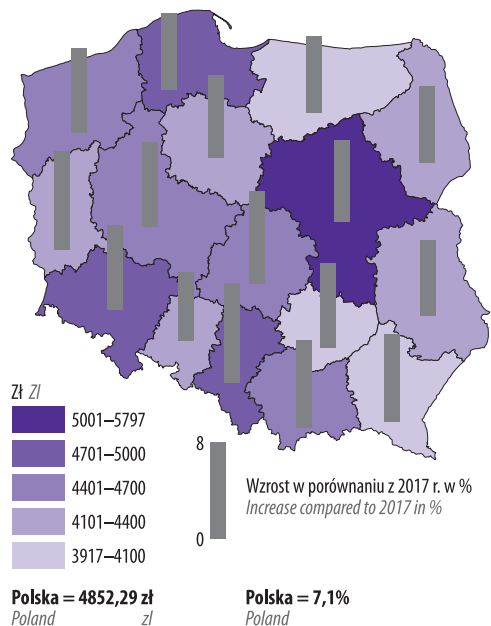 Zł Zl
5001–5797
4701–5000
4401–4700
4101–4400
3917–4100
8
0
Wzrost w porównaniu z 2017 r. w %
Increase compared to 2017 in %
Polska = 4852,29 zł
Poland zl
Polska = 7,1%
Poland